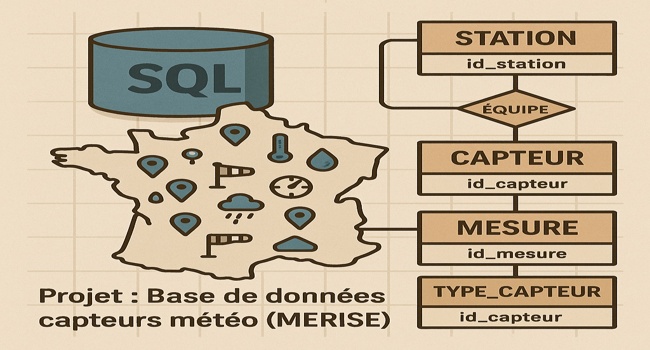 SQL
STATION
id_station
ÉQUIPE
CAPTEUR
id_capteur
MESURE
id_mesure
TYPE_CAPTEUR
id_capteur
Projet : Base de données
capteurs météo (MERISE)